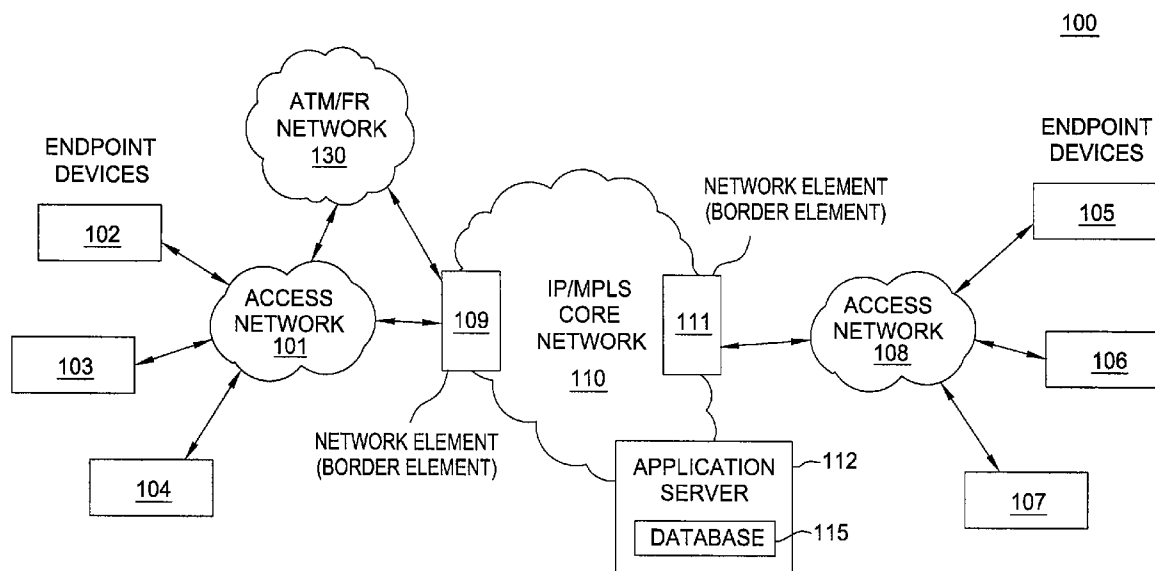 100
ATM/FR
NETWORK
130
ENDPOINT
DEVICES
ENDPOINT
DEVICES
NETWORK ELEMENT
(BORDER ELEMENT)
102
105
ACCESS
NETWORK
101
109
IP/MPLS
CORE
NETWORK
110
111
ACCESS
NETWORK
108
103
106
NETWORK ELEMENT
(BORDER ELEMENT)
104
APPLICATION
SERVER
112
107
DATABASE
115